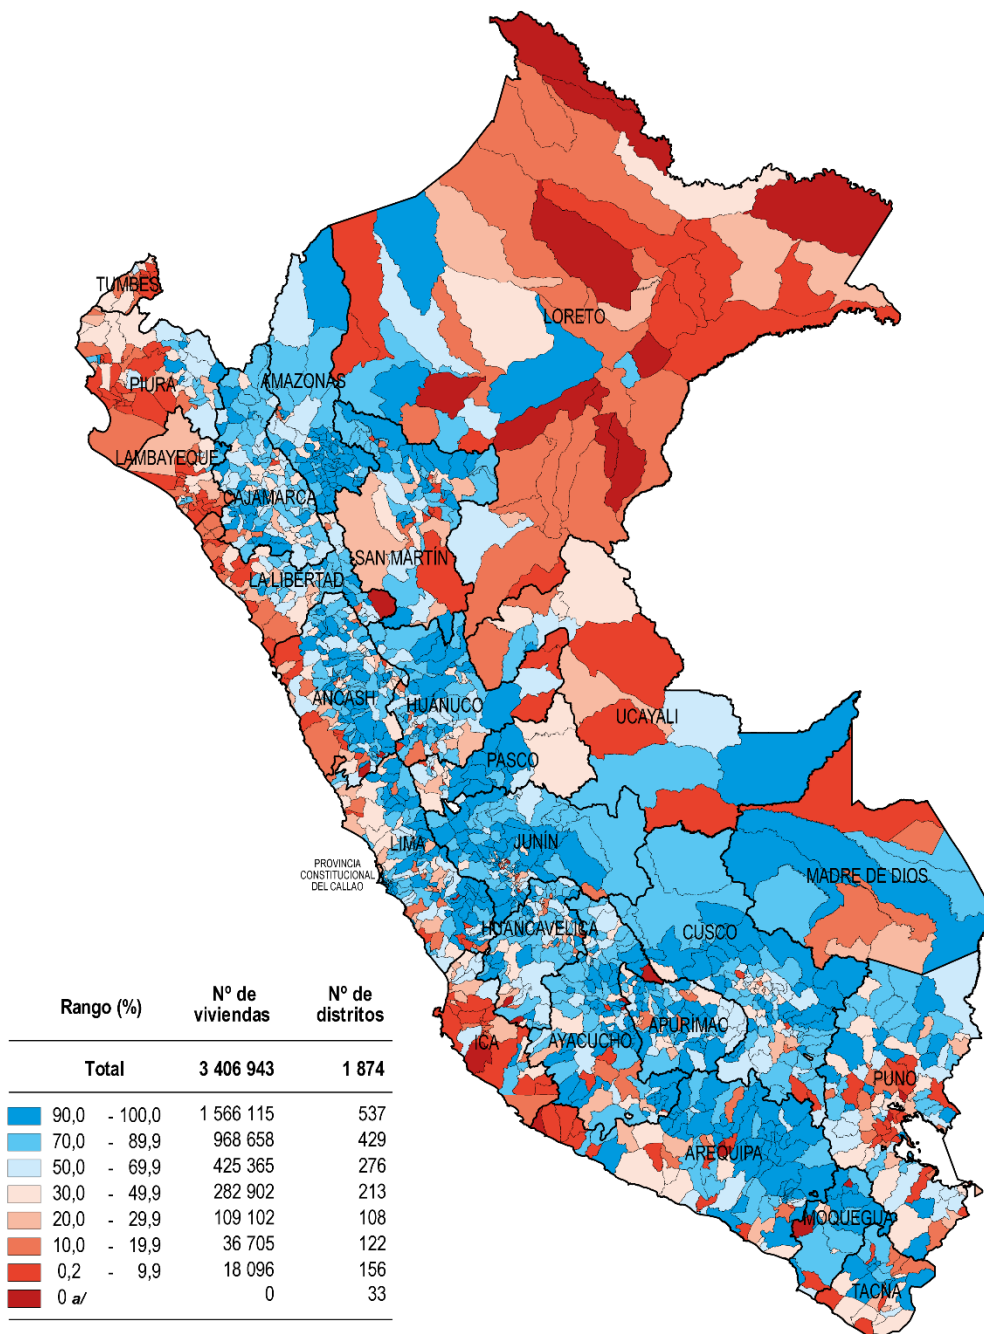 TUMBES
LORETO
PIURA
AMAZONAS
LAMBAYEQUE
CAJAMARCA
SAN MARTÍN
LA LIBERTAD
ANCASH
HUÁNUCO
UCAYALI
PASCO
LIMA
JUNÍN
PROVINCIA
CONSTITUCIONAL
DEL CALLAO
MADRE DE DIOS
HUANCAVELICA
CUSCO
ICA
AYACUCHO
APURÍMAC
PUNO
AREQUIPA
MOQUEGUA
TACNA
Rango (%) Nº de viviendas Nº de distritos
Total 3 406 943 1 874
90,0 - 100,0 1 566 115 537
70,0 - 89,9 968 658 429
50,0 - 69,9 425 365 276
30,0 - 49,9 282 902 213
20,0 - 29,9 109 102 108
10,0 - 19,9 36 705 122
0,2 - 9,9 18 096 156
0 a/ 0 33